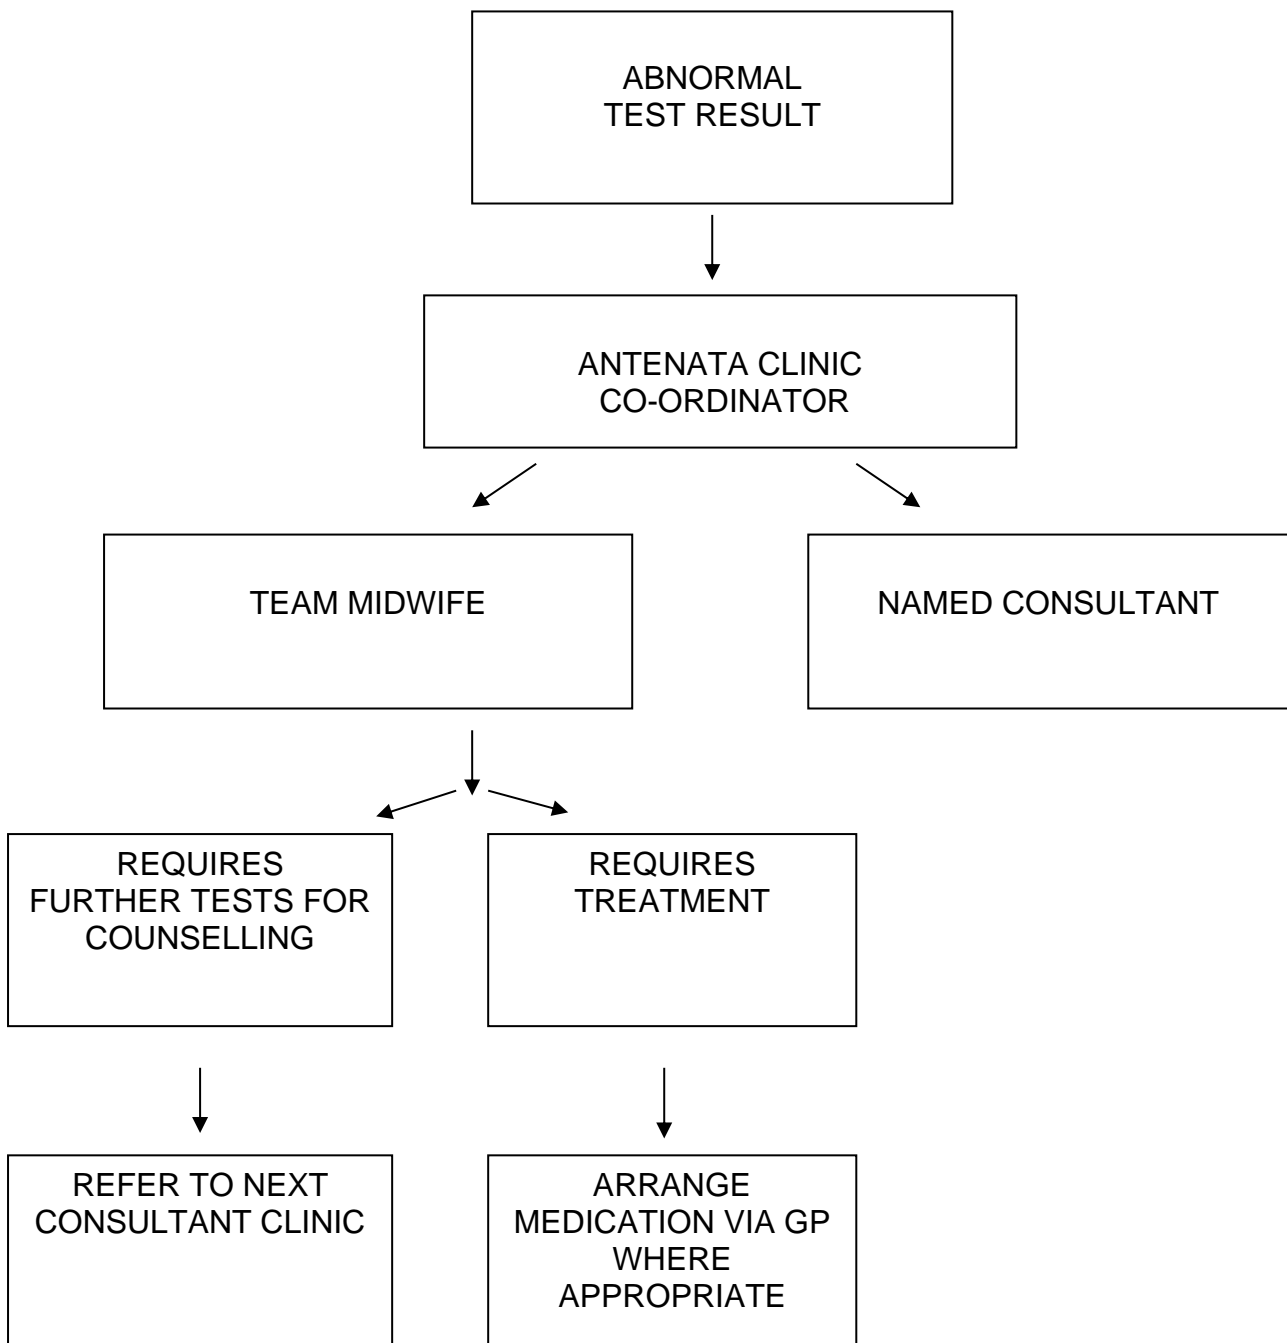 ABNORMAL
TEST RESULT
ANTENATA CLINIC
CO-ORDINATOR
TEAM MIDWIFE
NAMED CONSULTANT
REQUIRES
FURTHER TESTS FOR
COUNSELLING
REQUIRES
TREATMENT
REFER TO NEXT
CONSULTANT CLINIC
ARRANGE
MEDICATION VIA GP
WHERE
APPROPRIATE